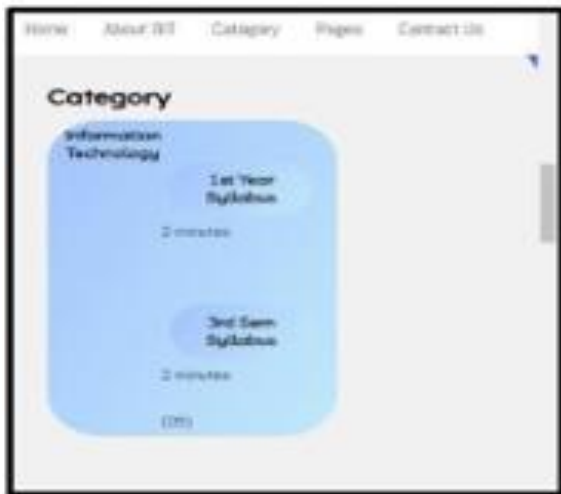 Home About BIT Category Pages Contact Us
Category
Information
Technology
1st Year
Syllabus
2 minutes
3rd Sem
Syllabus
2 minutes